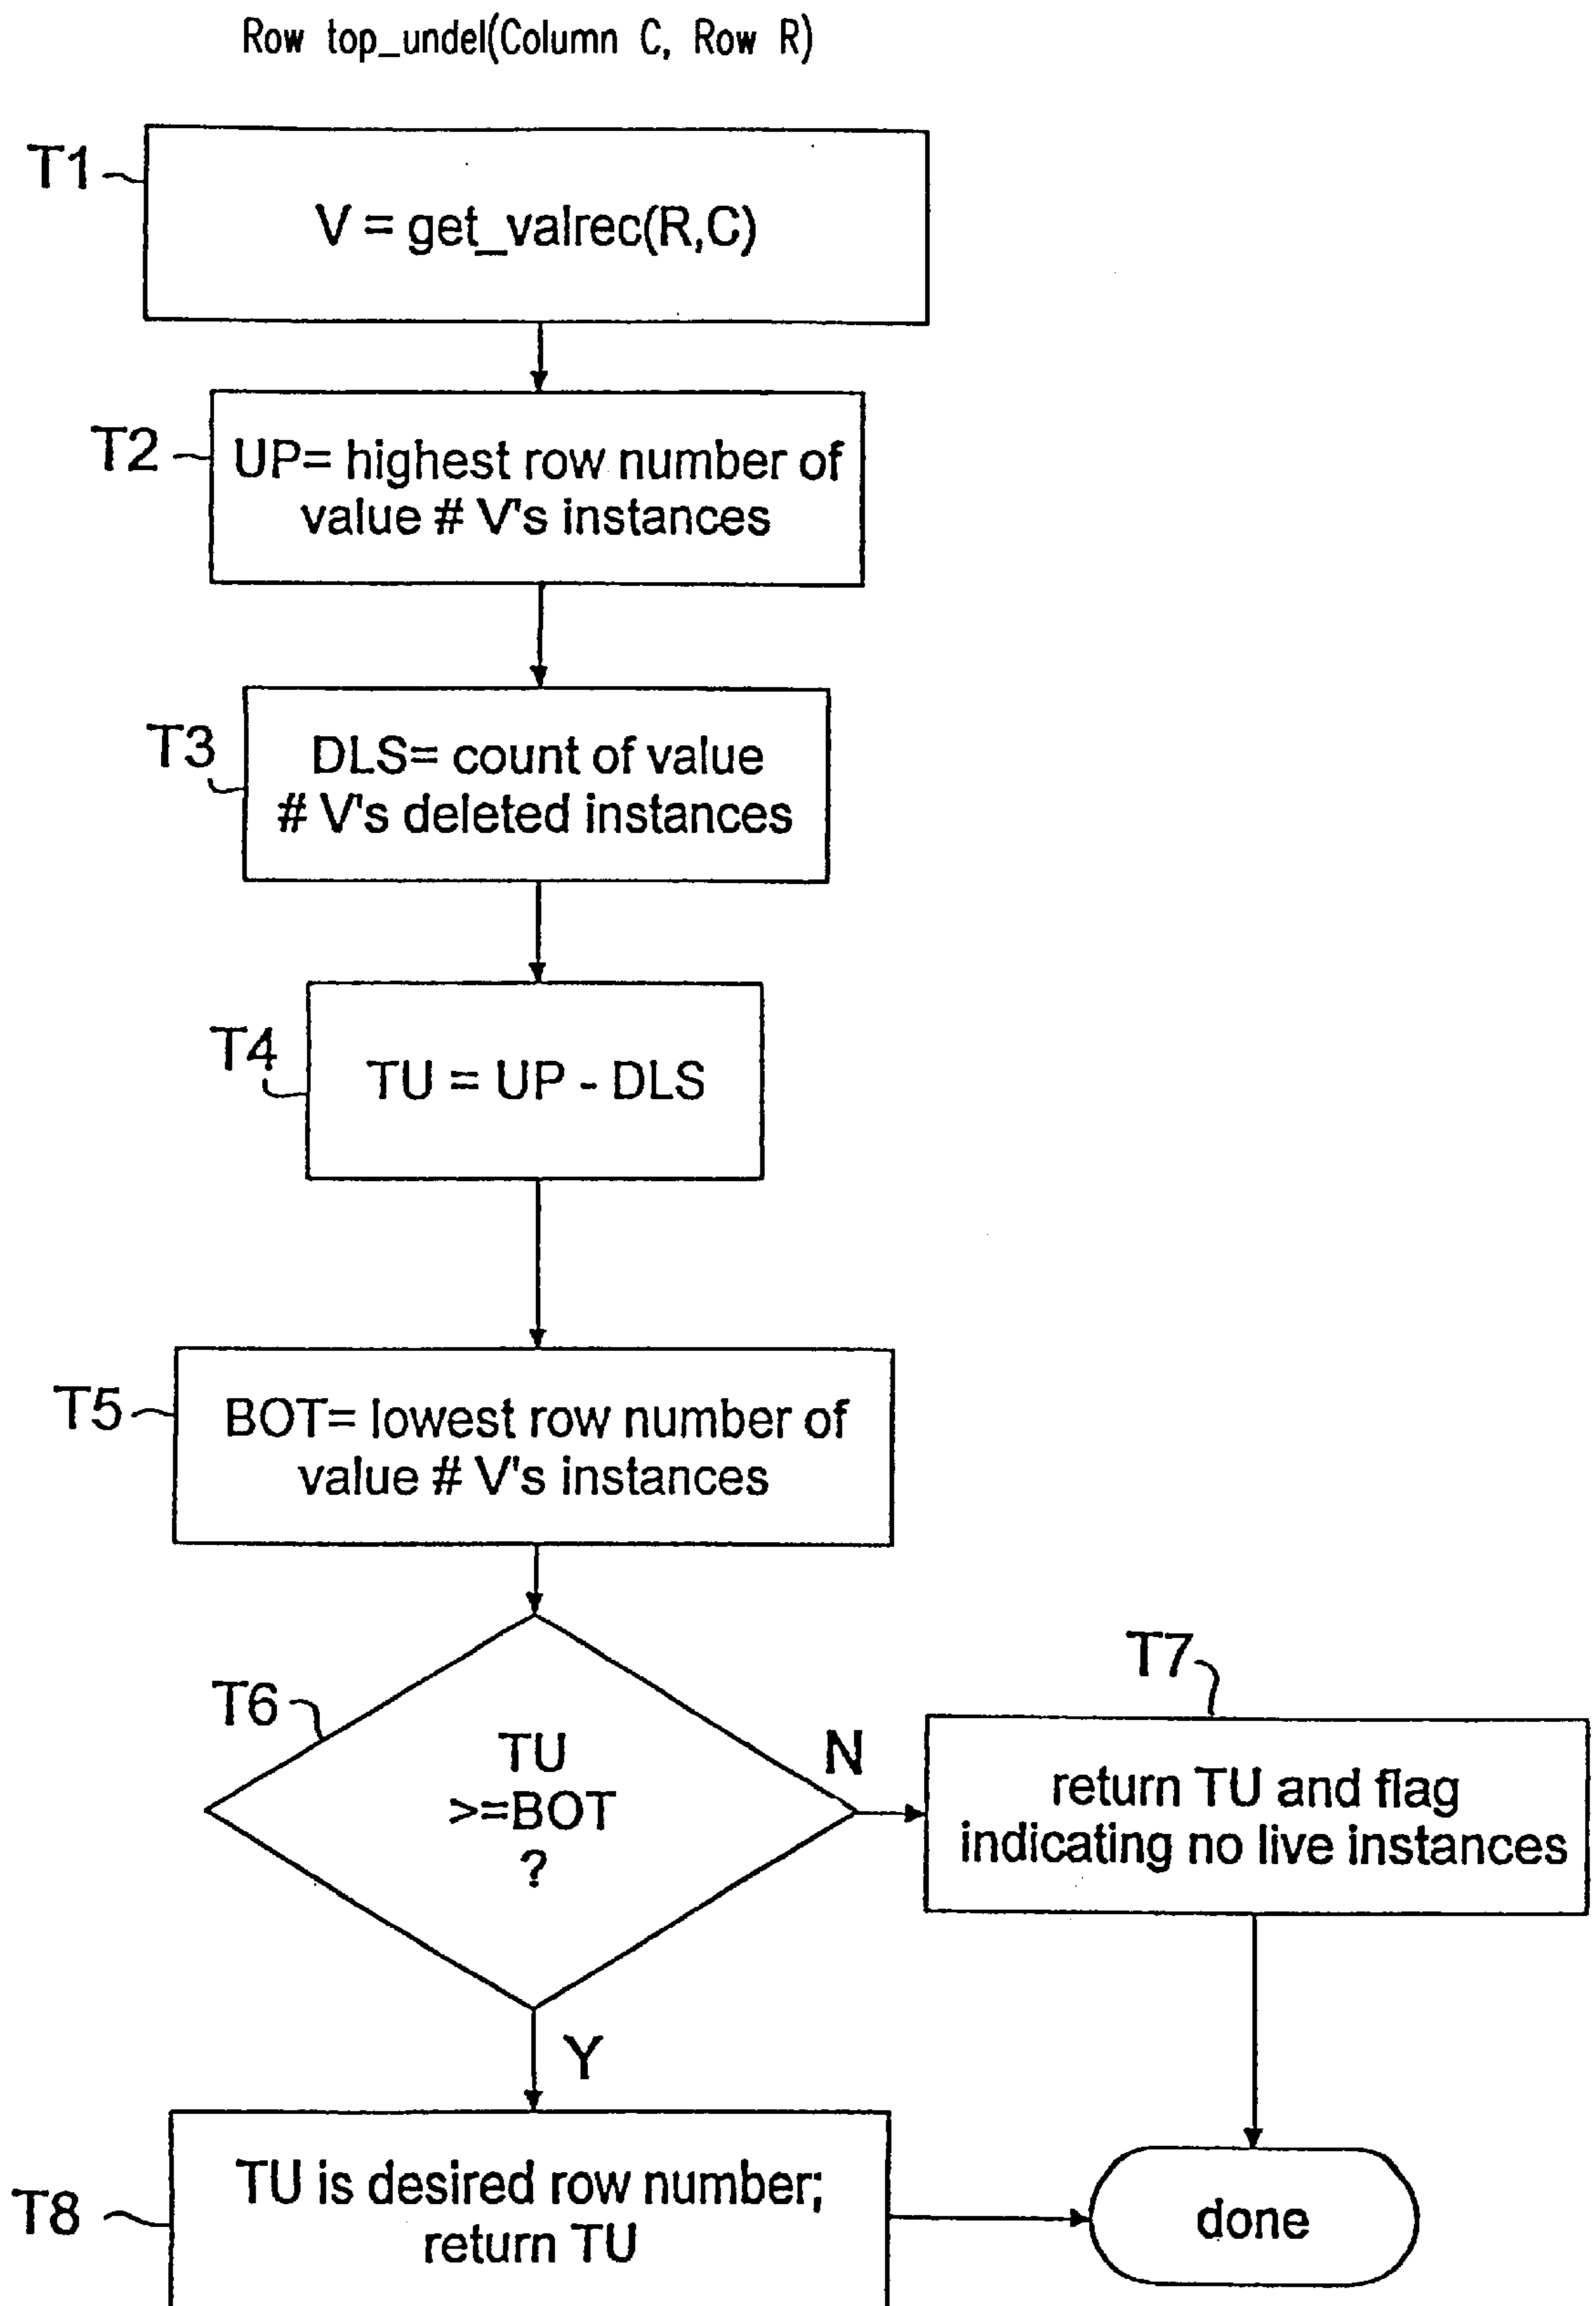 Row top_undel(Column C, Row R)
T1
V = get_valrec(R,C)
T2
UP= highest row number of
value # V's instances
T3
DLS= count of value
# V's deleted instances
T4
TU = UP - DLS
T5
BOT= lowest row number of
value # V's instances
T6
TU
>=BOT
?
N
T7
return TU and flag
indicating no live instances
Y
T8
TU is desired row number;
return TU
done